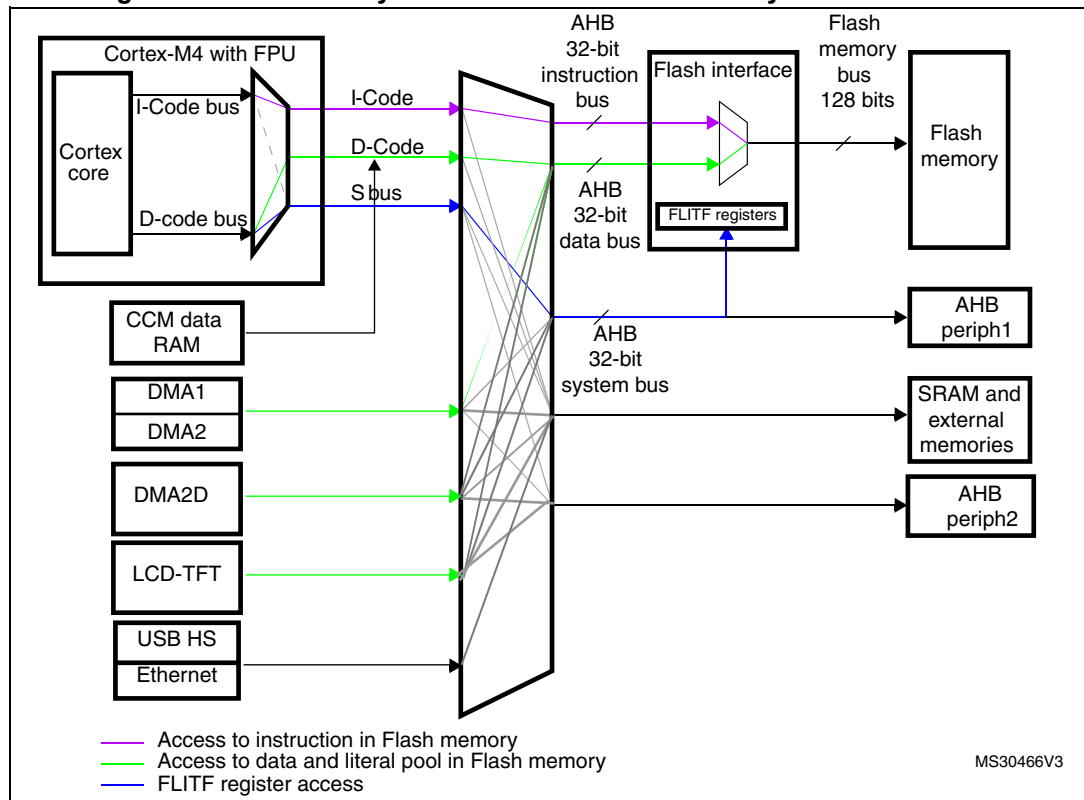 Cortex-M4 with FPU
I-Code bus
Cortex
core
D-code bus
I-Code
D-Code
S bus
CCM data
RAM
DMA1
DMA2
DMA2D
LCD-TFT
USB HS
Ethernet
AHB
32-bit
instruction
bus
AHB
32-bit
data bus
AHB
32-bit
system bus
Flash interface
FLITF registers
Flash
memory
bus
128 bits
Flash
memory
AHB
periph1
SRAM and
external
memories
AHB
periph2
Access to instruction in Flash memory
Access to data and literal pool in Flash memory
FLITF register access
MS30466V3